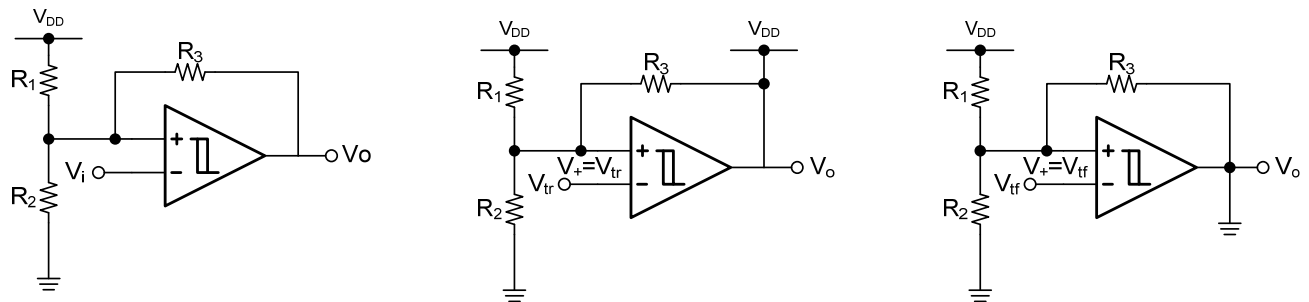 VDD
R3
R1
+
Vi
−
Vo
R2
VDD
VDD
R3
R1
+
V+=Vtr
Vtr
−
Vo
R2
VDD
R3
R1
+
V+=Vtf
Vtf
−
Vo
R2